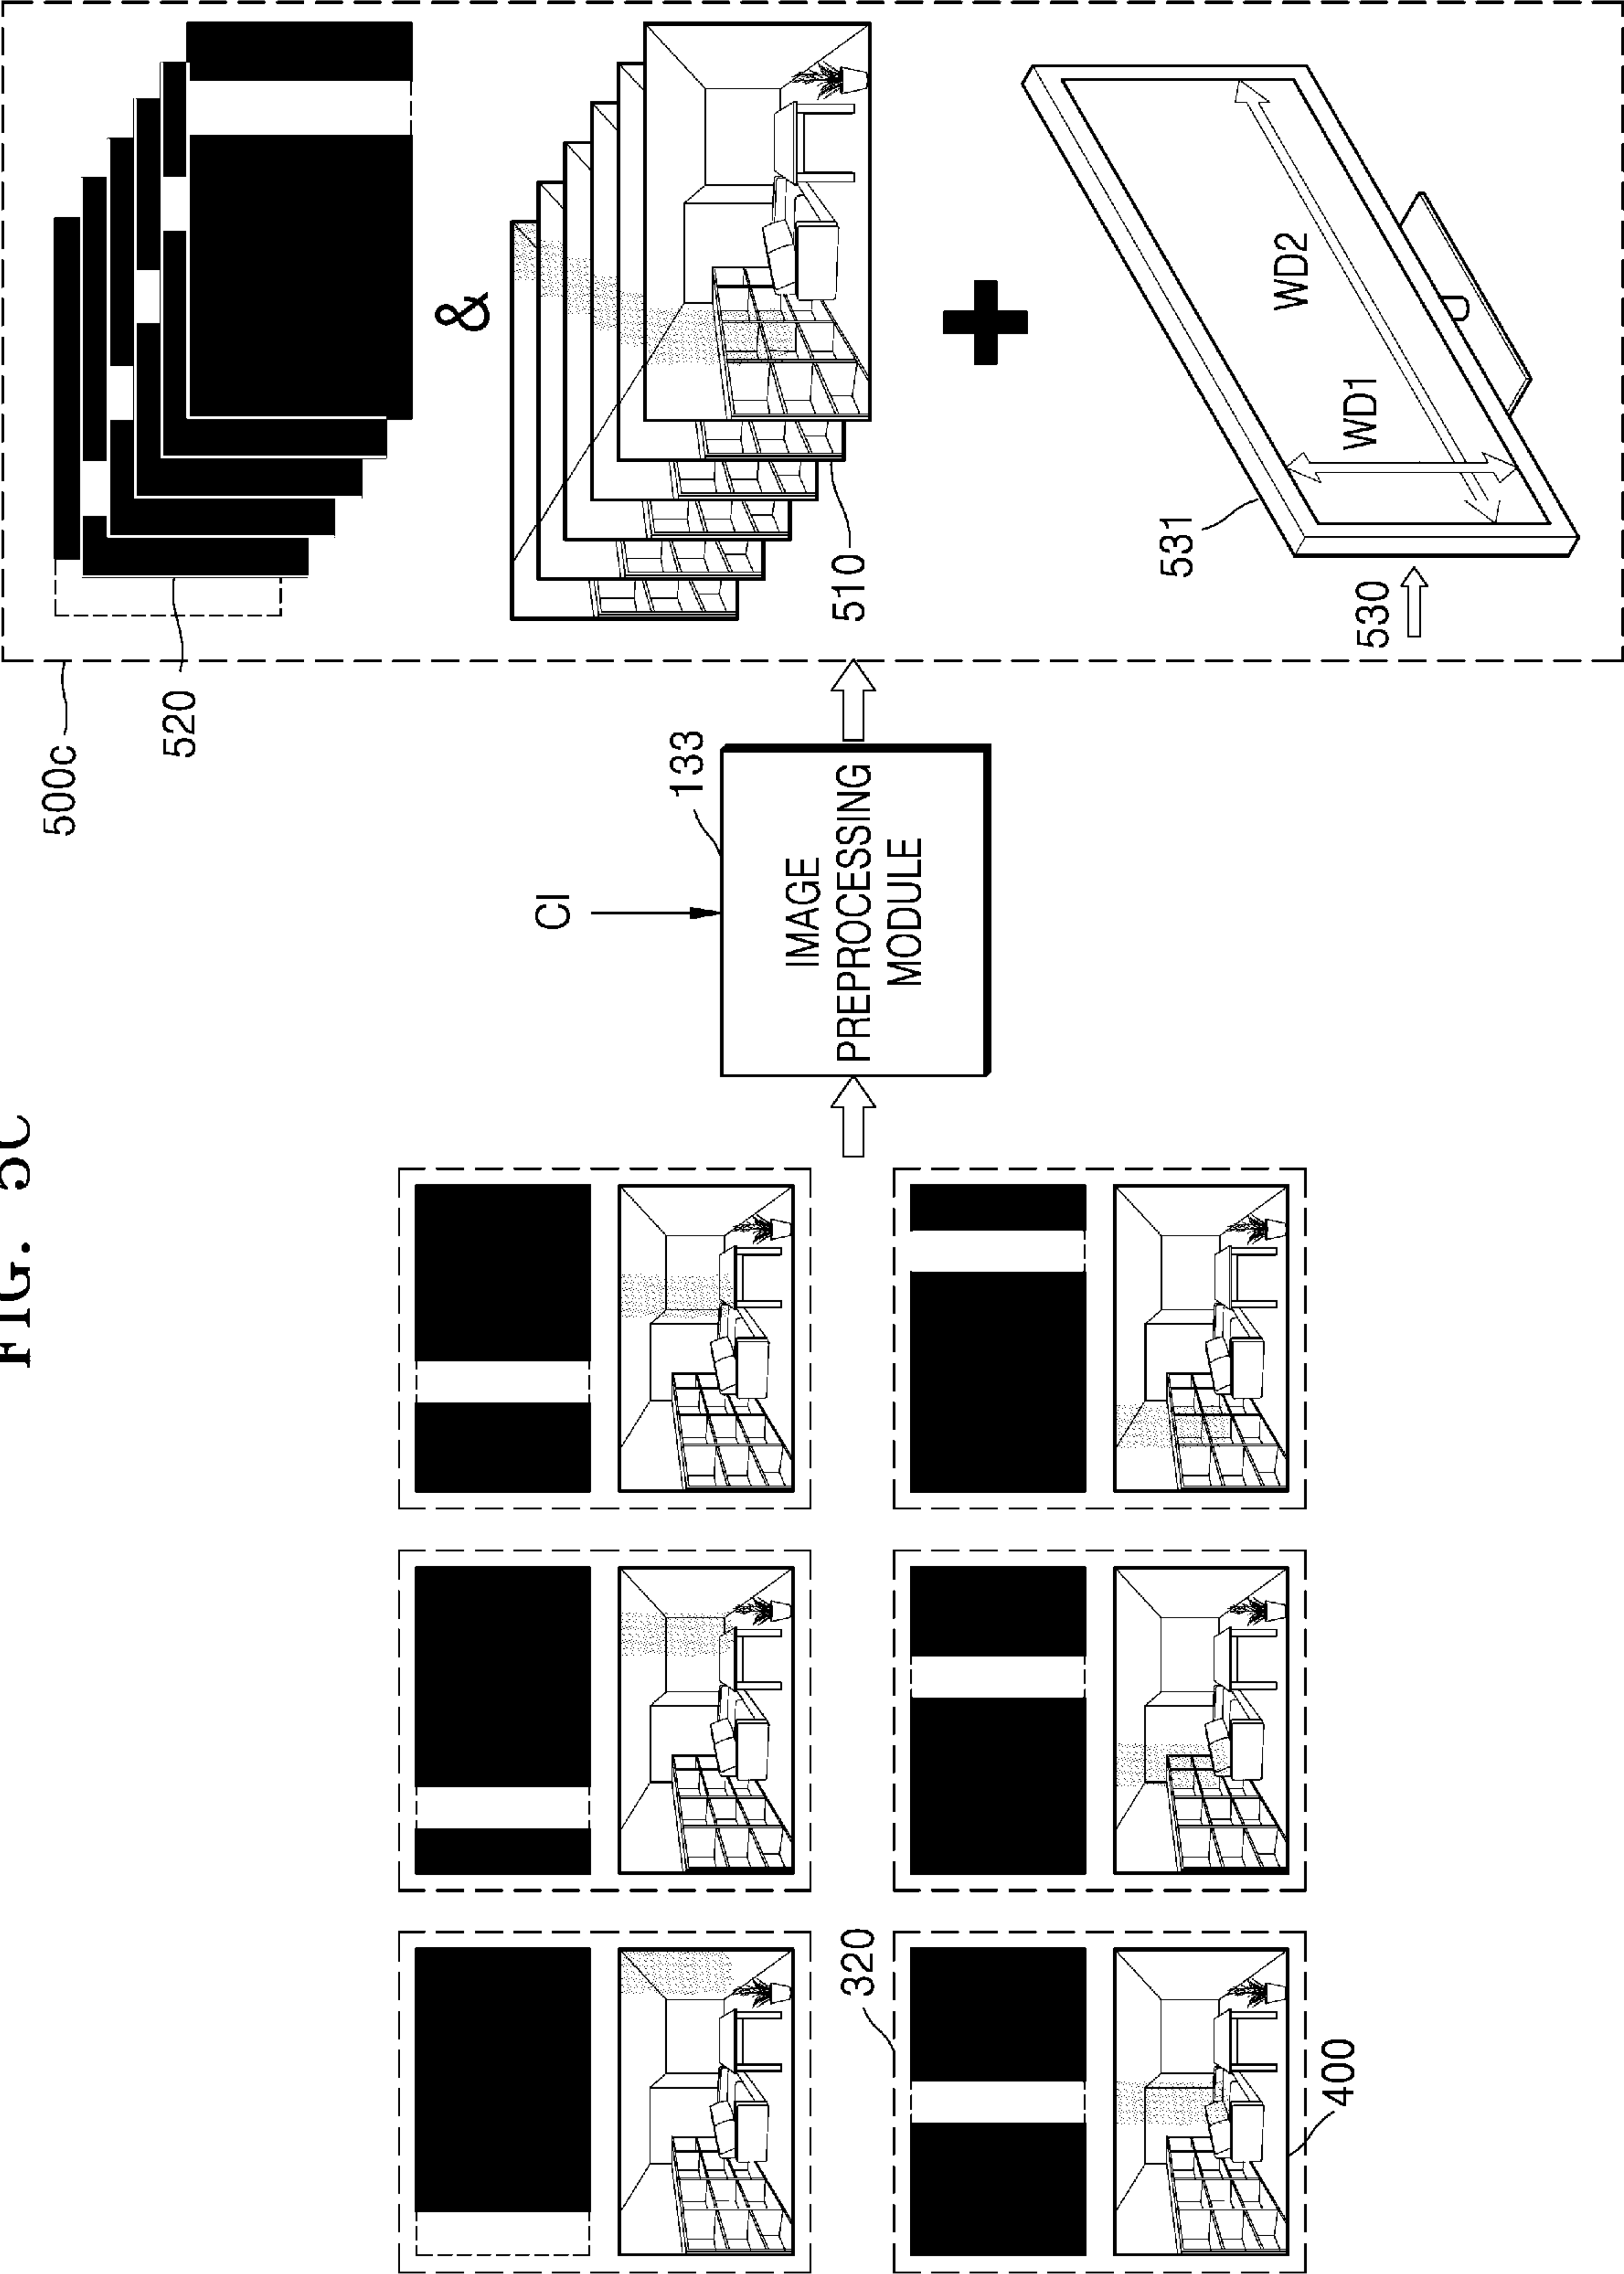 FIG. 5C
320
400
CI
133
IMAGE
PREPROCESSING
MODULE
500c
520
&
510
530
531
WD1
WD2